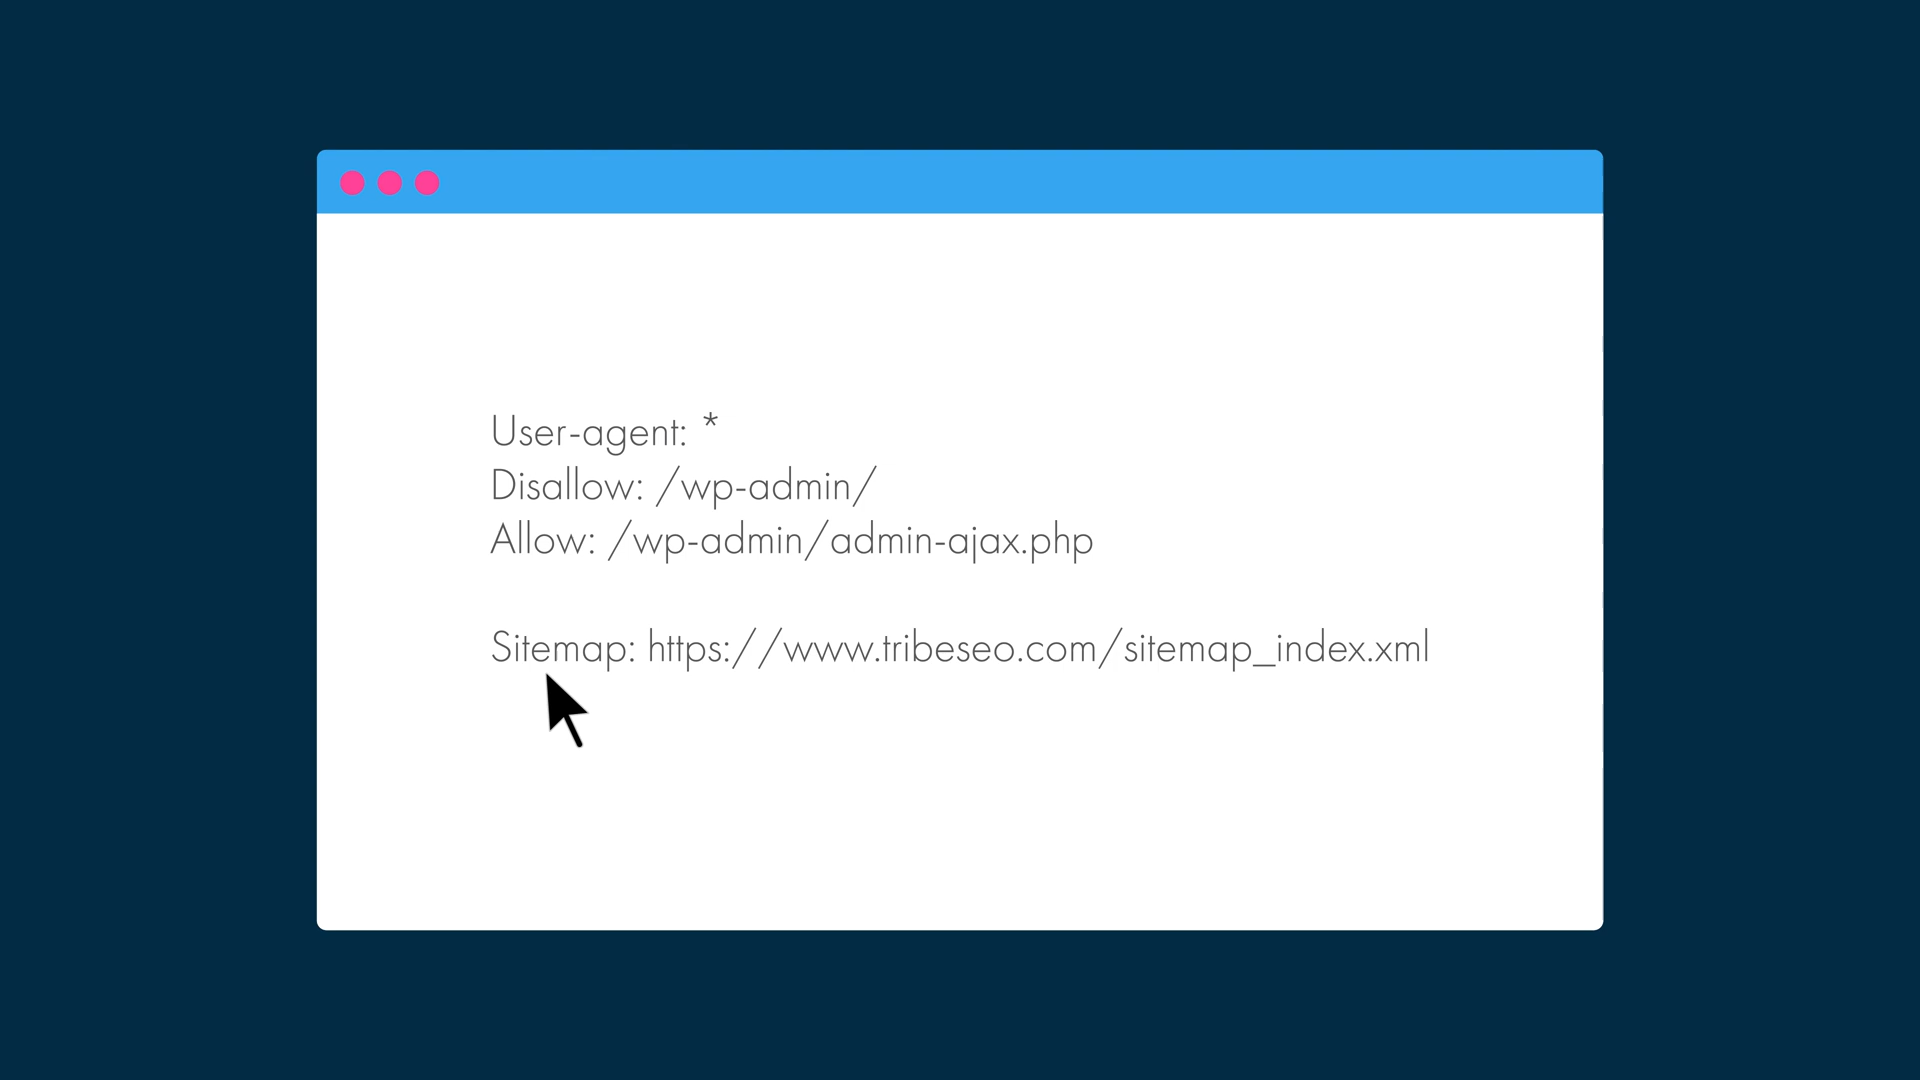 User-agent: *
Disallow: /wp-admin/
Allow: /wp-admin/admin-ajax.php
Sitemap: https://www.tribeseo.com/sitemap_index.xml